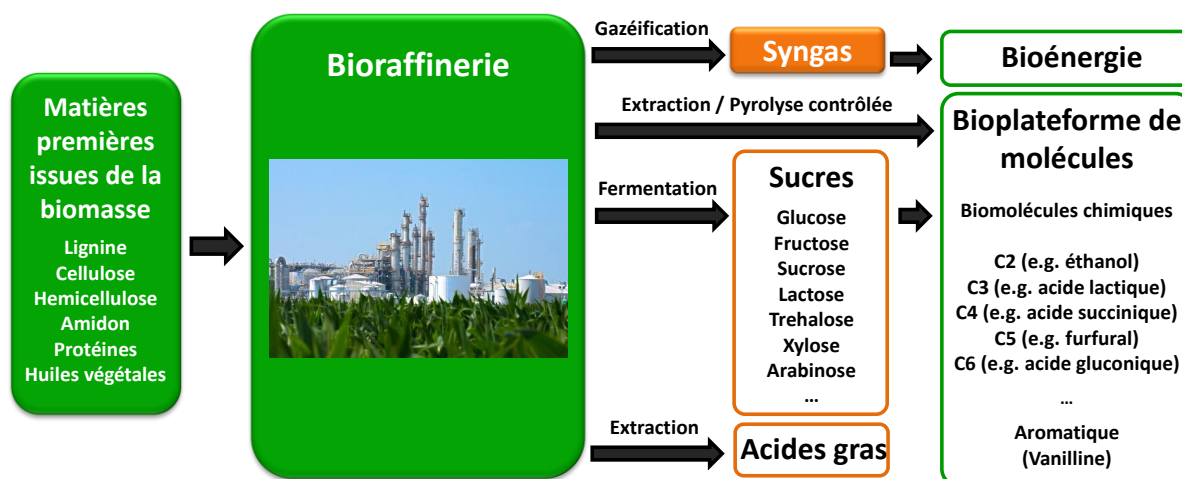 Matières
premières
issues de la
biomasse
Lignine
Cellulose
Hemicellulose
Amidon
Protéines
Huiles végétales
Bioraffinerie
Gazéification
Syngas
Bioénergie
Extraction / Pyrolyse contrôlée
Fermentation
Sucres
Glucose
Fructose
Sucrose
Lactose
Trehalose
Xylose
Arabinose
…
Extraction
Acides gras
Bioplateforme de
molécules
Biomolécules chimiques
C2 (e.g. éthanol)
C3 (e.g. acide lactique)
C4 (e.g. acide succinique)
C5 (e.g. furfural)
C6 (e.g. acide gluconique)
…
Aromatique
(Vanilline)